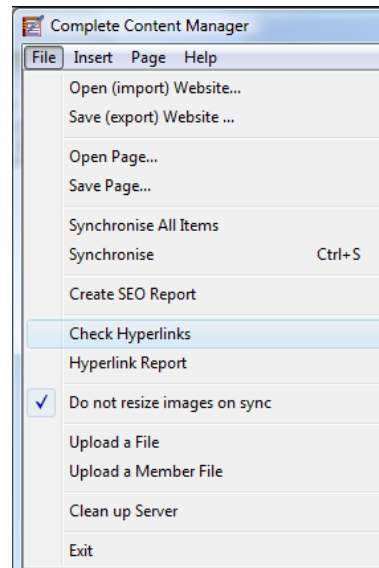 Complete Content Manager
File Insert Page Help
Open (import) Website...
Save (export) Website ...
Open Page...
Save Page...
Synchronise All Items
Synchronise Ctrl+S
Create SEO Report
Check Hyperlinks
Hyperlink Report
Do not resize images on sync
Upload a File
Upload a Member File
Clean up Server
Exit